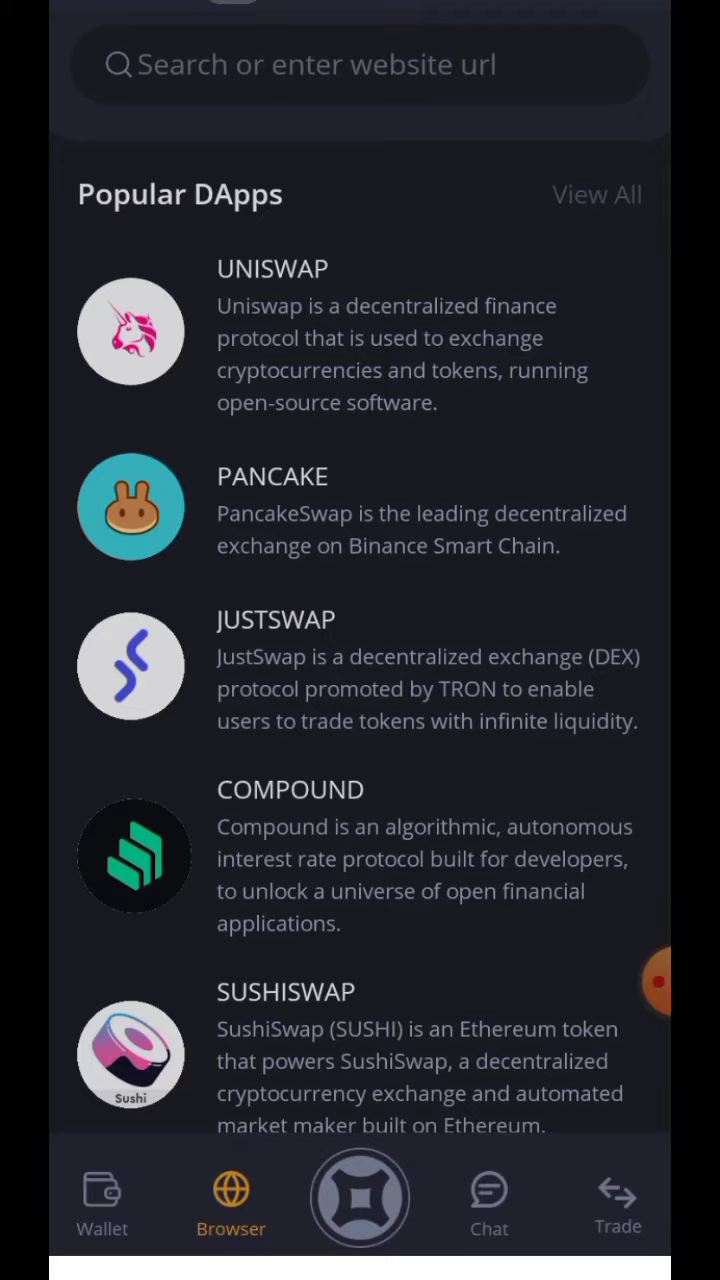 Search or enter website url
Popular DApps
View All
UNISWAP
Uniswap is a decentralized finance
protocol that is used to exchange
cryptocurrencies and tokens, running
open-source software.
PANCAKE
PancakeSwap is the leading decentralized
exchange on Binance Smart Chain.
JUSTSWAP
JustSwap is a decentralized exchange (DEX)
protocol promoted by TRON to enable
users to trade tokens with infinite liquidity.
COMPOUND
Compound is an algorithmic, autonomous
interest rate protocol built for developers,
to unlock a universe of open financial
applications.
SUSHISWAP
SushiSwap (SUSHI) is an Ethereum token
that powers SushiSwap, a decentralized
cryptocurrency exchange and automated
market maker built on Ethereum.
Sushi
Wallet
Browser
Chat
Trade